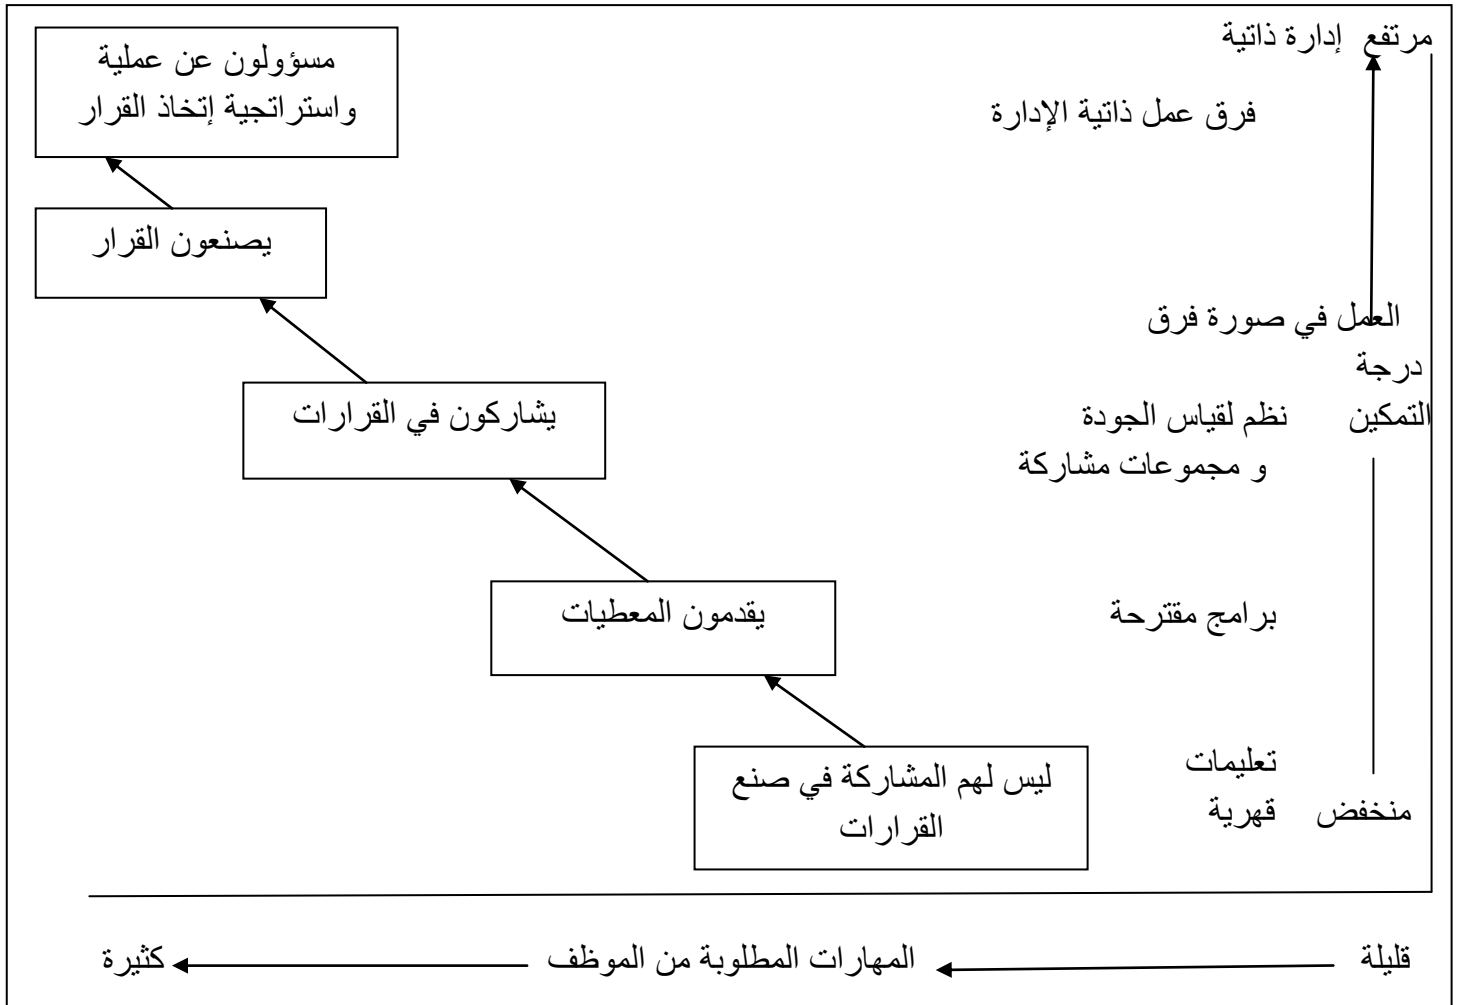 مرتفع إدارة ذاتية
مسؤولون عن عملية
واستراتجية إتخاذ القرار
فرق عمل ذاتية الإدارة
يصنعون القرار
العمل في صورة فرق
درجة
التمكين
نظم لقياس الجودة
و مجموعات مشاركة
يشاركون في القرارات
برامج مقترحة
يقدمون المعطيات
تعليمات
قهرية
منخفض
ليس لهم المشاركة في صنع
القرارات
قليلة
المهارات المطلوبة من الموظف
كثيرة